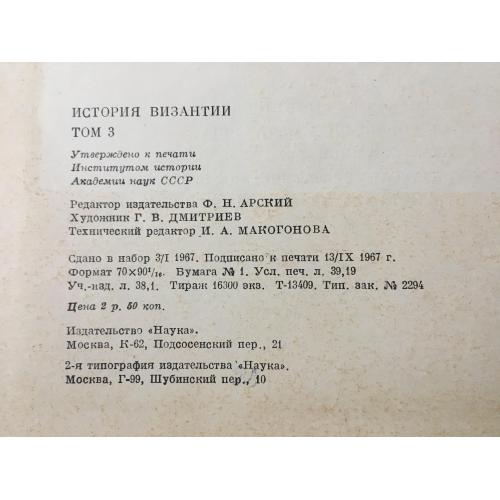 ИСТОРИЯ ВИЗАНТИИ
ТОМ 3
Утверждено к печати
Институтом истории
Академии наук СССР
Редактор издательства Ф. Н. АРСКИЙ
Художник Г. В. ДМИТРИЕВ
Технический редактор И. А. МАКОГОНОВА
Сдано в набор 3/I 1967. Подписано к печати 13/IX 1967 г.
Формат 70×90¹/₁₆. Бумага № 1. Усл. печ. л. 39,19
Уч.-изд. л. 38,1. Тираж 16300 экз. Т-13409. Тип. зак. № 2294
Цена 2 р. 50 коп.
Издательство «Наука».
Москва, К-62, Подсосенский пер., 21
2-я типография издательства «Наука».
Москва, Г-99, Шубинский пер., 10